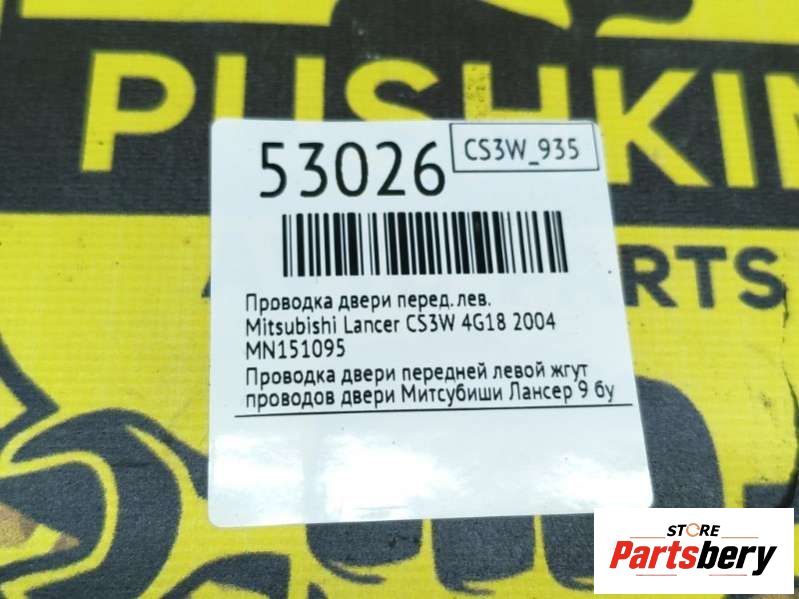 PUSHKIN
53026
CS3W_935
RTS
Проводка двери перед. лев.
Mitsubishi Lancer CS3W 4G18 2004
MN151095
Проводка двери передней левой жгут
проводов двери Митсубиши Лансер 9 бу
STORE
Partsbery